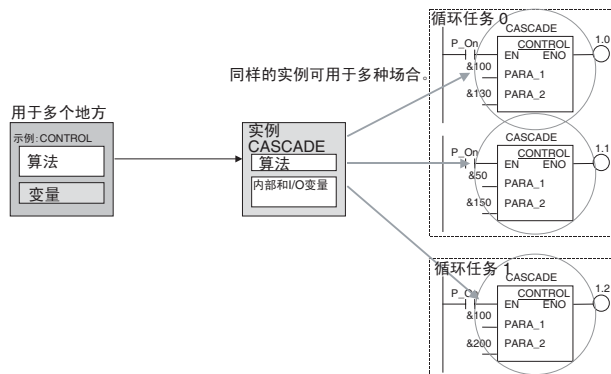 循环任务 0
CASCADE
P_On
CONTROL
1.0
EN
ENO
&100
PARA_1
&130
PARA_2
同样的实例可用于多种场合。
用于多个地方
示例:CONTROL
算法
变量
实例
CASCADE
算法
内部和I/O变量
CASCADE
P_On
CONTROL
1.1
EN
ENO
&50
PARA_1
&150
PARA_2
循环任务 1
CASCADE
P_On
CONTROL
1.2
EN
ENO
&100
PARA_1
&200
PARA_2